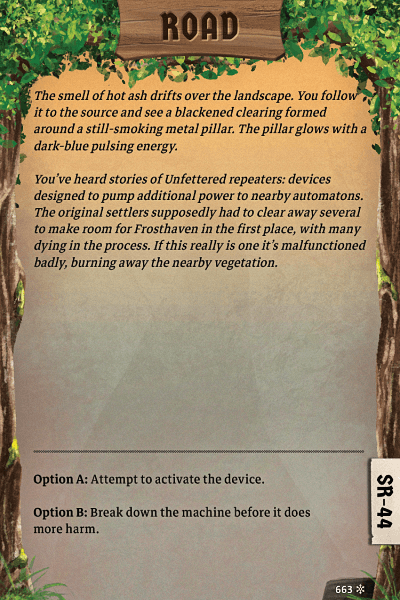 ROAD
The smell of hot ash drifts over the landscape. You follow
it to the source and see a blackened clearing formed
around a still-smoking metal pillar. The pillar glows with a
dark-blue pulsing energy.
You've heard stories of Unfettered repeaters: devices
designed to pump additional power to nearby automatons.
The original settlers supposedly had to clear away several
to make room for Frosthaven in the first place, with many
dying in the process. If this really is one it's malfunctioned
badly, burning away the nearby vegetation.
Option A: Attempt to activate the device.
Option B: Break down the machine before it does
more harm.
SR-44
663 ✲